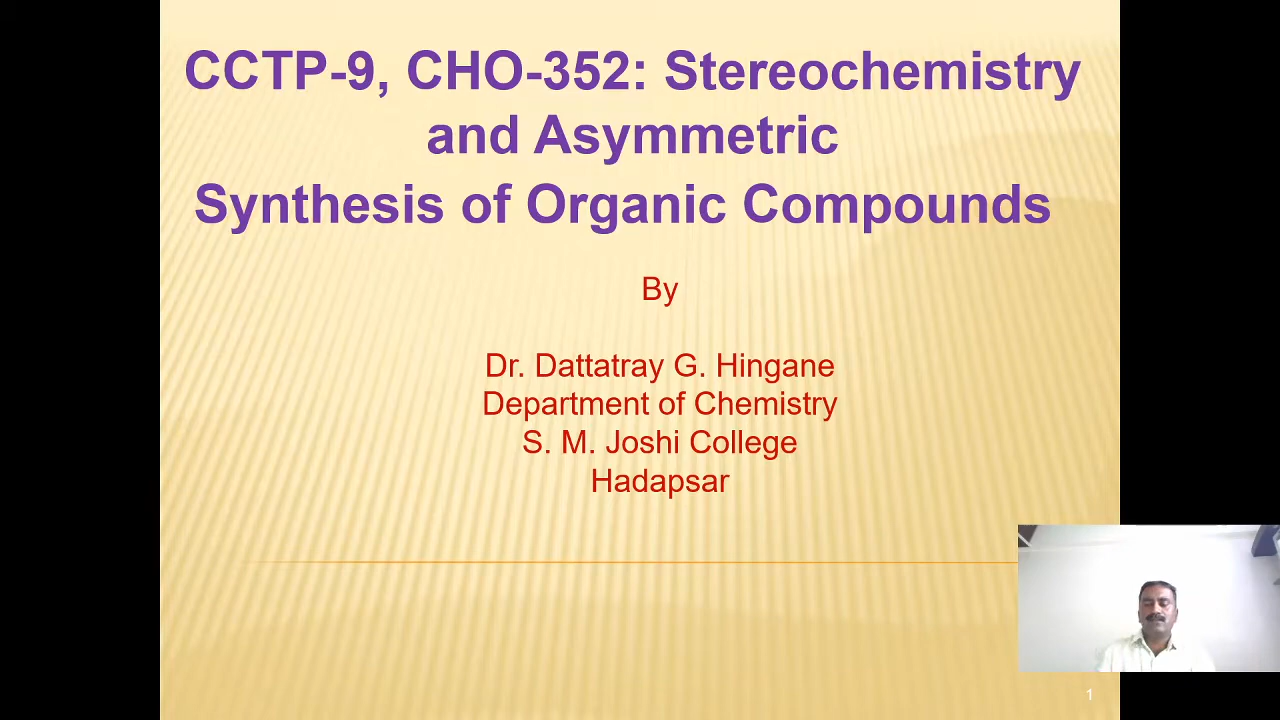 CCTP-9, CHO-352: Stereochemistry
and Asymmetric
Synthesis of Organic Compounds
By
Dr. Dattatray G. Hingane
Department of Chemistry
S. M. Joshi College
Hadapsar
1